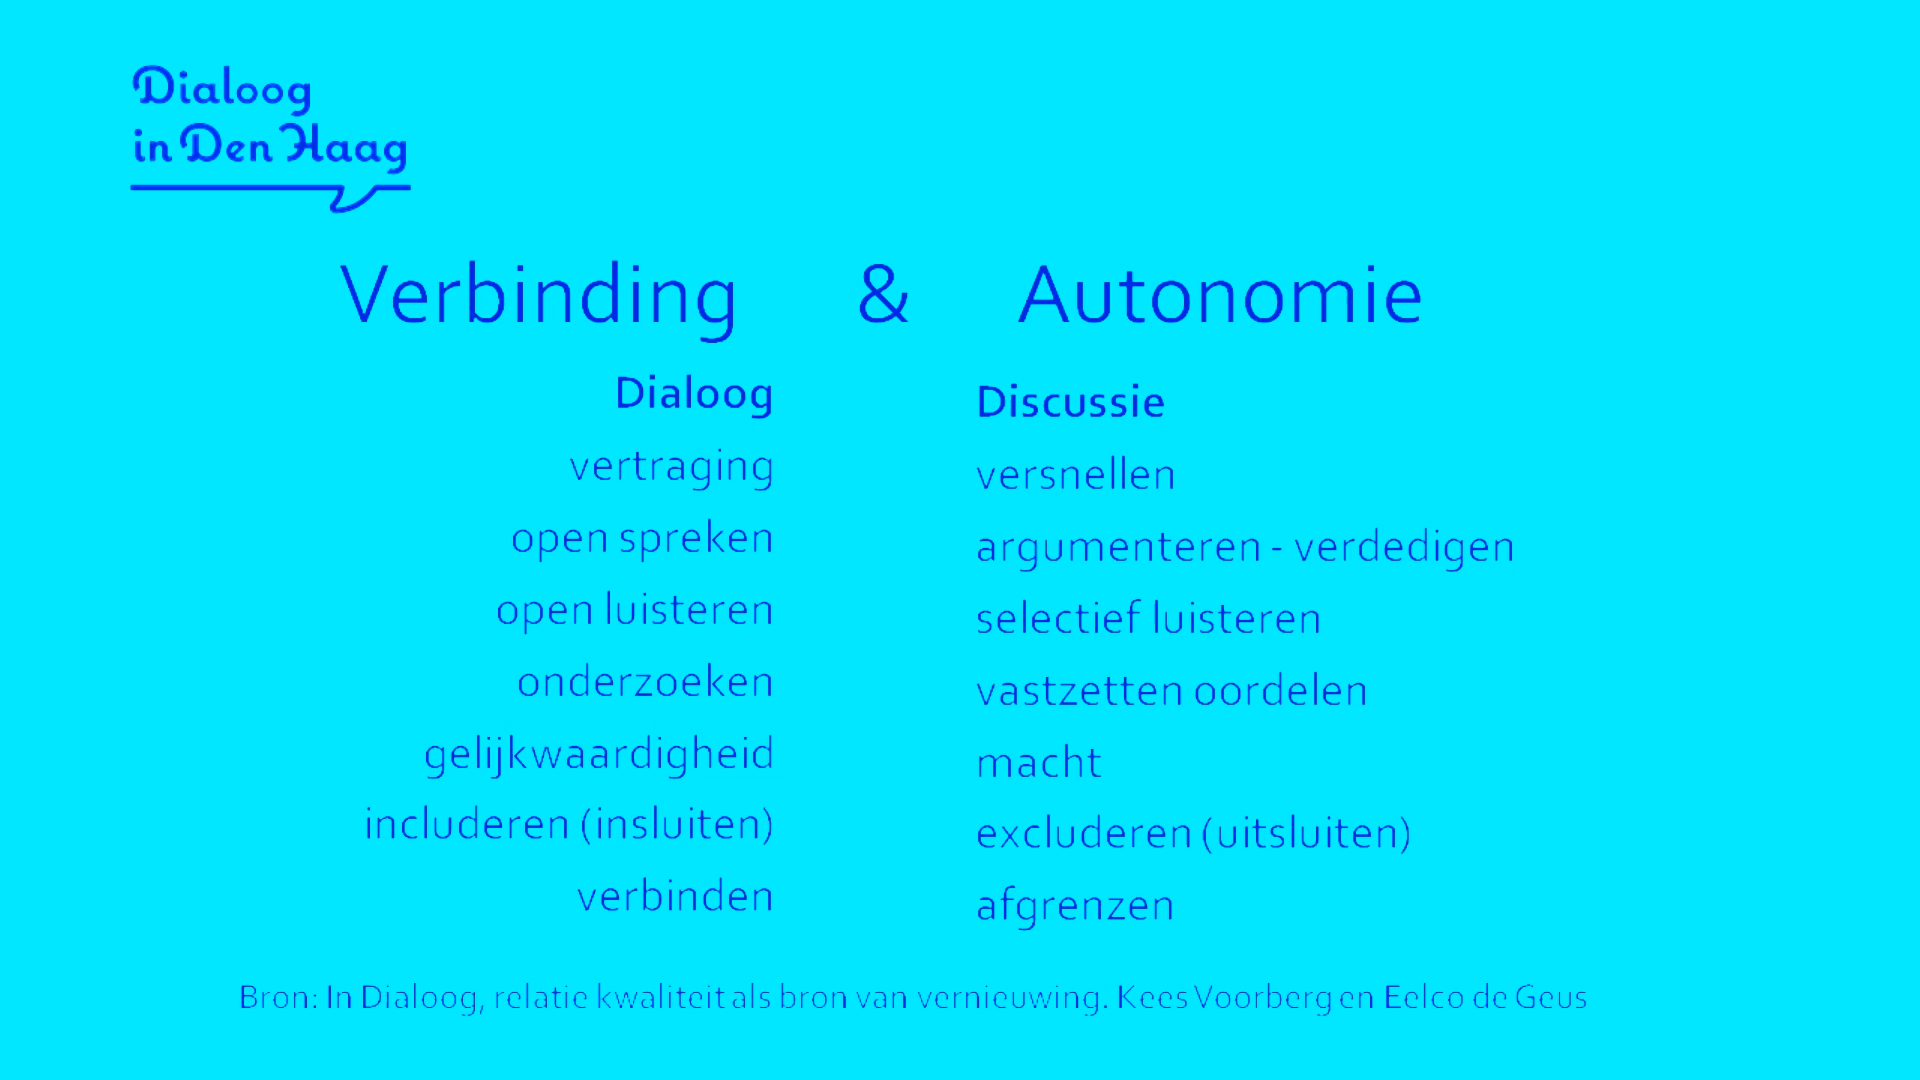 Dialoog
in Den Haag
Verbinding & Autonomie
Dialoog
vertraging
open spreken
open luisteren
onderzoeken
gelijkwaardigheid
includeren (insluiten)
verbinden
Discussie
versnellen
argumenteren - verdedigen
selectief luisteren
vastzetten oordelen
macht
excluderen (uitsluiten)
afgrenzen
Bron: In Dialoog, relatie kwaliteit als bron van vernieuwing. Kees Voorberg en Eelco de Geus